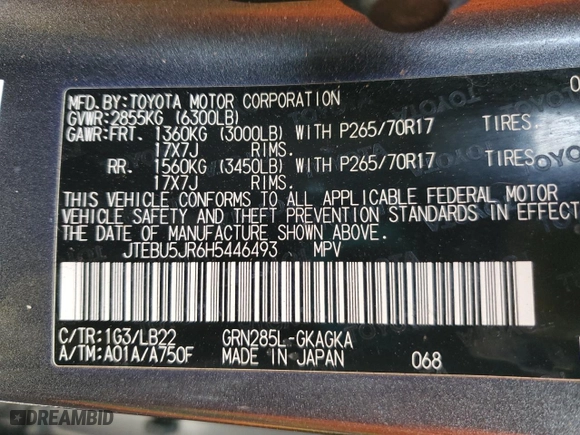 MFD.BY:TOYOTA MOTOR CORPORATION
GVWR:2855KG (6300LB)
GAWR:FRT. 1360KG (3000LB) WITH P265/70R17 TIRES
17X7J RIMS.
RR. 1560KG (3450LB) WITH P265/70R17 TIRES
17X7J RIMS.
THIS VEHICLE CONFORMS TO ALL APPLICABLE FEDERAL MOTOR
VEHICLE SAFETY AND THEFT PREVENTION STANDARDS IN EFFECT
THE DATE OF MANUFACTURE SHOWN ABOVE.
JTEBU5JR6H5446493 MPV
C/TR:1G3/LB22 GRN285L-GKAGKA
A/TM:A01A/A750F MADE IN JAPAN 068
DREAMBID